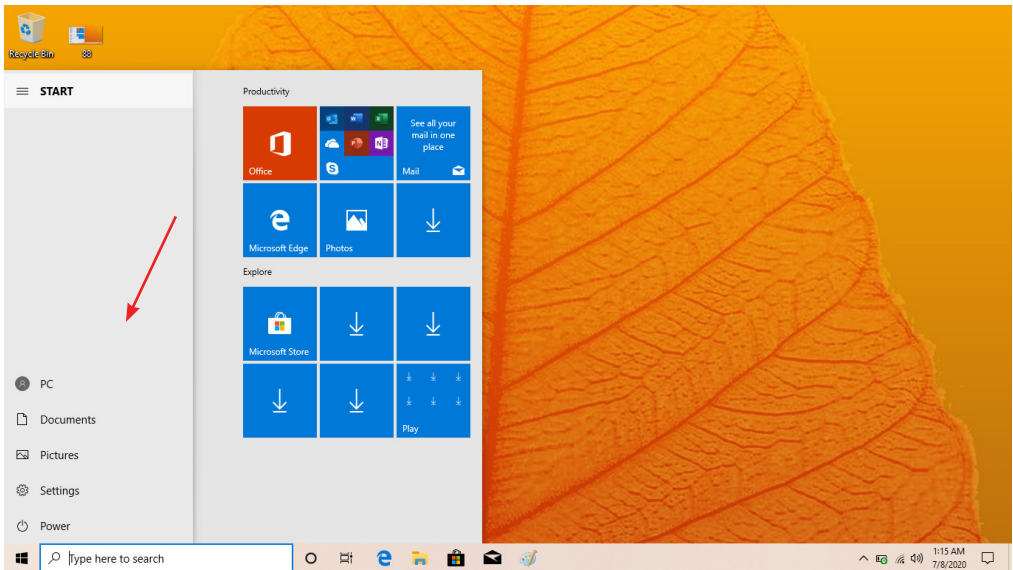 Recycle Bin
83
START
Productivity
Office
See all your
mail in one
place
Mail
Microsoft Edge
Photos
Explore
Microsoft Store
Play
PC
Documents
Pictures
Settings
Power
Type here to search
1:15 AM
7/8/2020